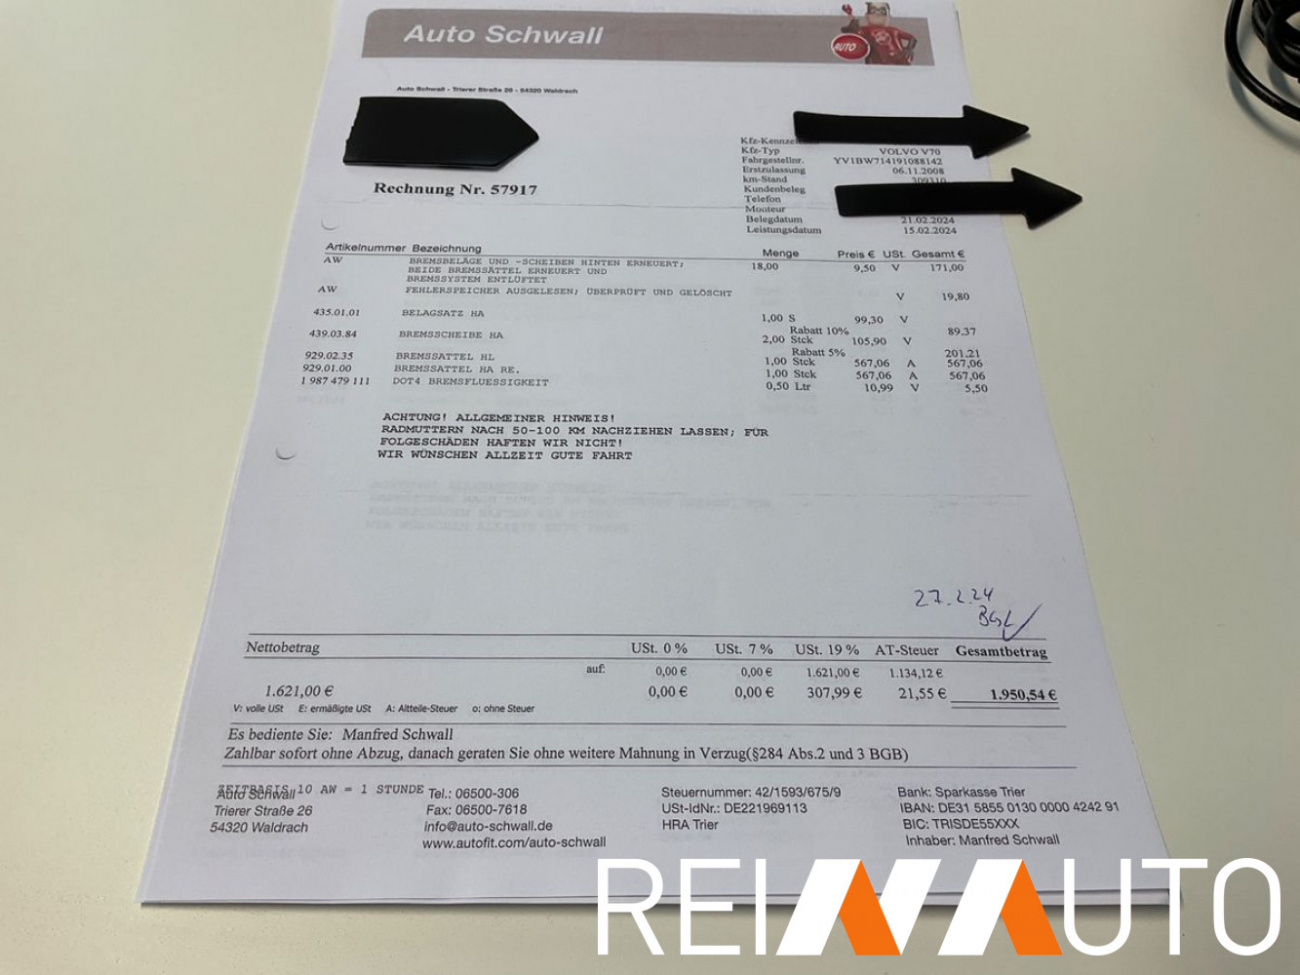 Auto Schwall
AUTO
Auto Schwall - Trierer Straße 26 - 54320 Waldrach
Kfz-Kennze
Kfz-Typ VOLVO V70
Fahrgestellnr. YV1BW714191088142
Erstzulassung 06.11.2008
km-Stand 309310
Kundenbeleg
Telefon
Monteur
Belegdatum 21.02.2024
Leistungsdatum 15.02.2024
Rechnung Nr. 57917
Artikelnummer Bezeichnung Menge Preis € USt. Gesamt €
AW BREMSBELÄGE UND -SCHEIBEN HINTEN ERNEUERT; 18,00 9,50 V 171,00
BEIDE BREMSSÄTTEL ERNEUERT UND
BREMSSYSTEM ENTLÜFTET
AW FEHLERSPEICHER AUSGELESEN; ÜBERPRÜFT UND GELÖSCHT V 19,80
435.01.01 BELAGSATZ HA 1,00 S 99,30 V
Rabatt 10% 89.37
439.03.84 BREMSSCHEIBE HA 2,00 Stck 105,90 V
Rabatt 5% 201.21
929.02.35 BREMSSATTEL HL 1,00 Stck 567,06 A 567,06
929.01.00 BREMSSATTEL HA RE. 1,00 Stck 567,06 A 567,06
1 987 479 111 DOT4 BREMSFLUESSIGKEIT 0,50 Ltr 10,99 V 5,50
ACHTUNG! ALLGEMEINER HINWEIS!
RADMUTTERN NACH 50-100 KM NACHZIEHEN LASSEN; FÜR
FOLGESCHÄDEN HAFTEN WIR NICHT!
WIR WÜNSCHEN ALLZEIT GUTE FAHRT
27.2.24
Nettobetrag USt. 0 % USt. 7 % USt. 19 % AT-Steuer Gesamtbetrag
auf: 0,00 € 0,00 € 1.621,00 € 1.134,12 €
1.621,00 € 0,00 € 0,00 € 307,99 € 21,55 € 1.950,54 €
V: volle USt E: ermäßigte USt A: Altteile-Steuer o: ohne Steuer
Es bediente Sie: Manfred Schwall
Zahlbar sofort ohne Abzug, danach geraten Sie ohne weitere Mahnung in Verzug(§284 Abs.2 und 3 BGB)
ZEITBASIS 10 AW = 1 STUNDE
Auto Schwall
Trierer Straße 26
54320 Waldrach
Tel.: 06500-306
Fax: 06500-7618
info@auto-schwall.de
www.autofit.com/auto-schwall
Steuernummer: 42/1593/675/9
USt-IdNr.: DE221969113
HRA Trier
Bank: Sparkasse Trier
IBAN: DE31 5855 0130 0000 4242 91
BIC: TRISDE55XXX
Inhaber: Manfred Schwall
REINAUTO